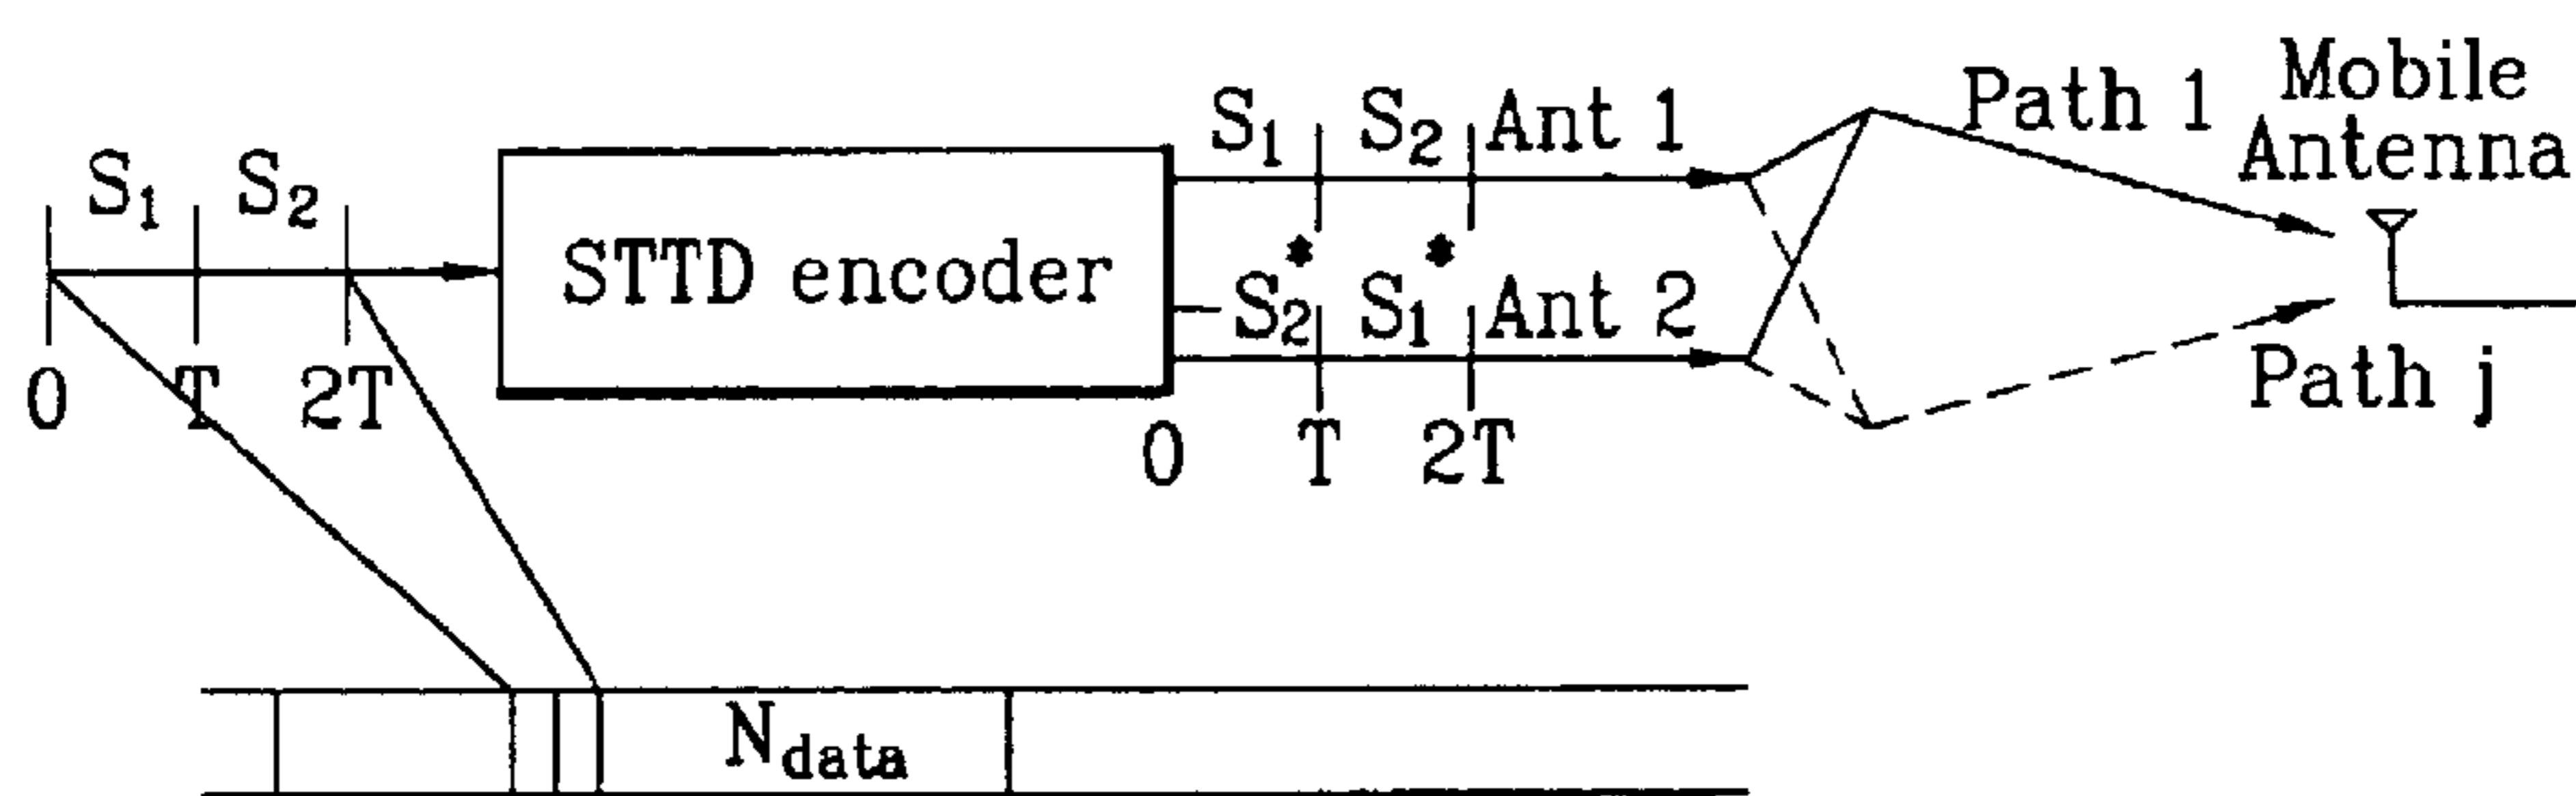 S1 S2
0 T 2T
STTD encoder
S1 S2 Ant 1
* *
-S2 S1 Ant 2
0 T 2T
Path 1
Mobile
Antenna
Path j
Ndata